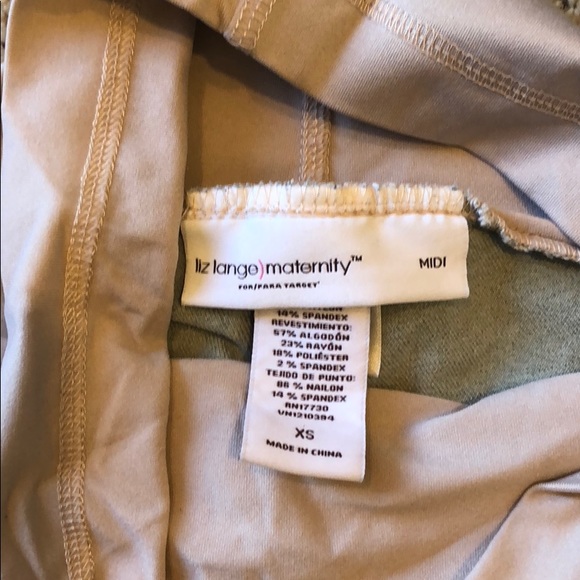 liz lange)maternity™
MIDI
FOR/PARA TARGET®
14% SPANDEX
REVESTIMIENTO:
57% ALGODÓN
23% RAYÓN
18% POLIÉSTER
2% SPANDEX
TEJIDO DE PUNTO:
86% NAILON
14% SPANDEX
RN17730
VN1210394
XS
MADE IN CHINA